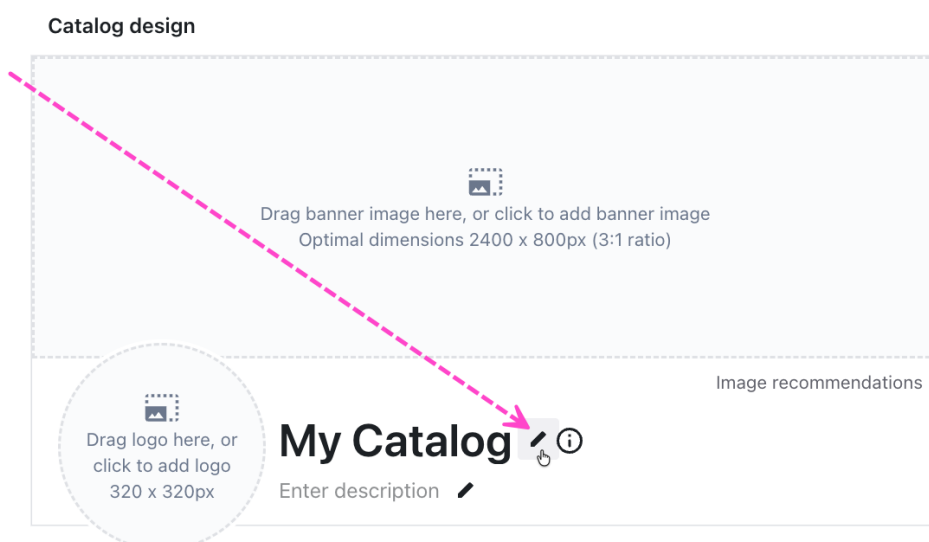 Catalog design
Drag banner image here, or click to add banner image
Optimal dimensions 2400 x 800px (3:1 ratio)
Image recommendations
Drag logo here, or
click to add logo
320 x 320px
My Catalog
Enter description